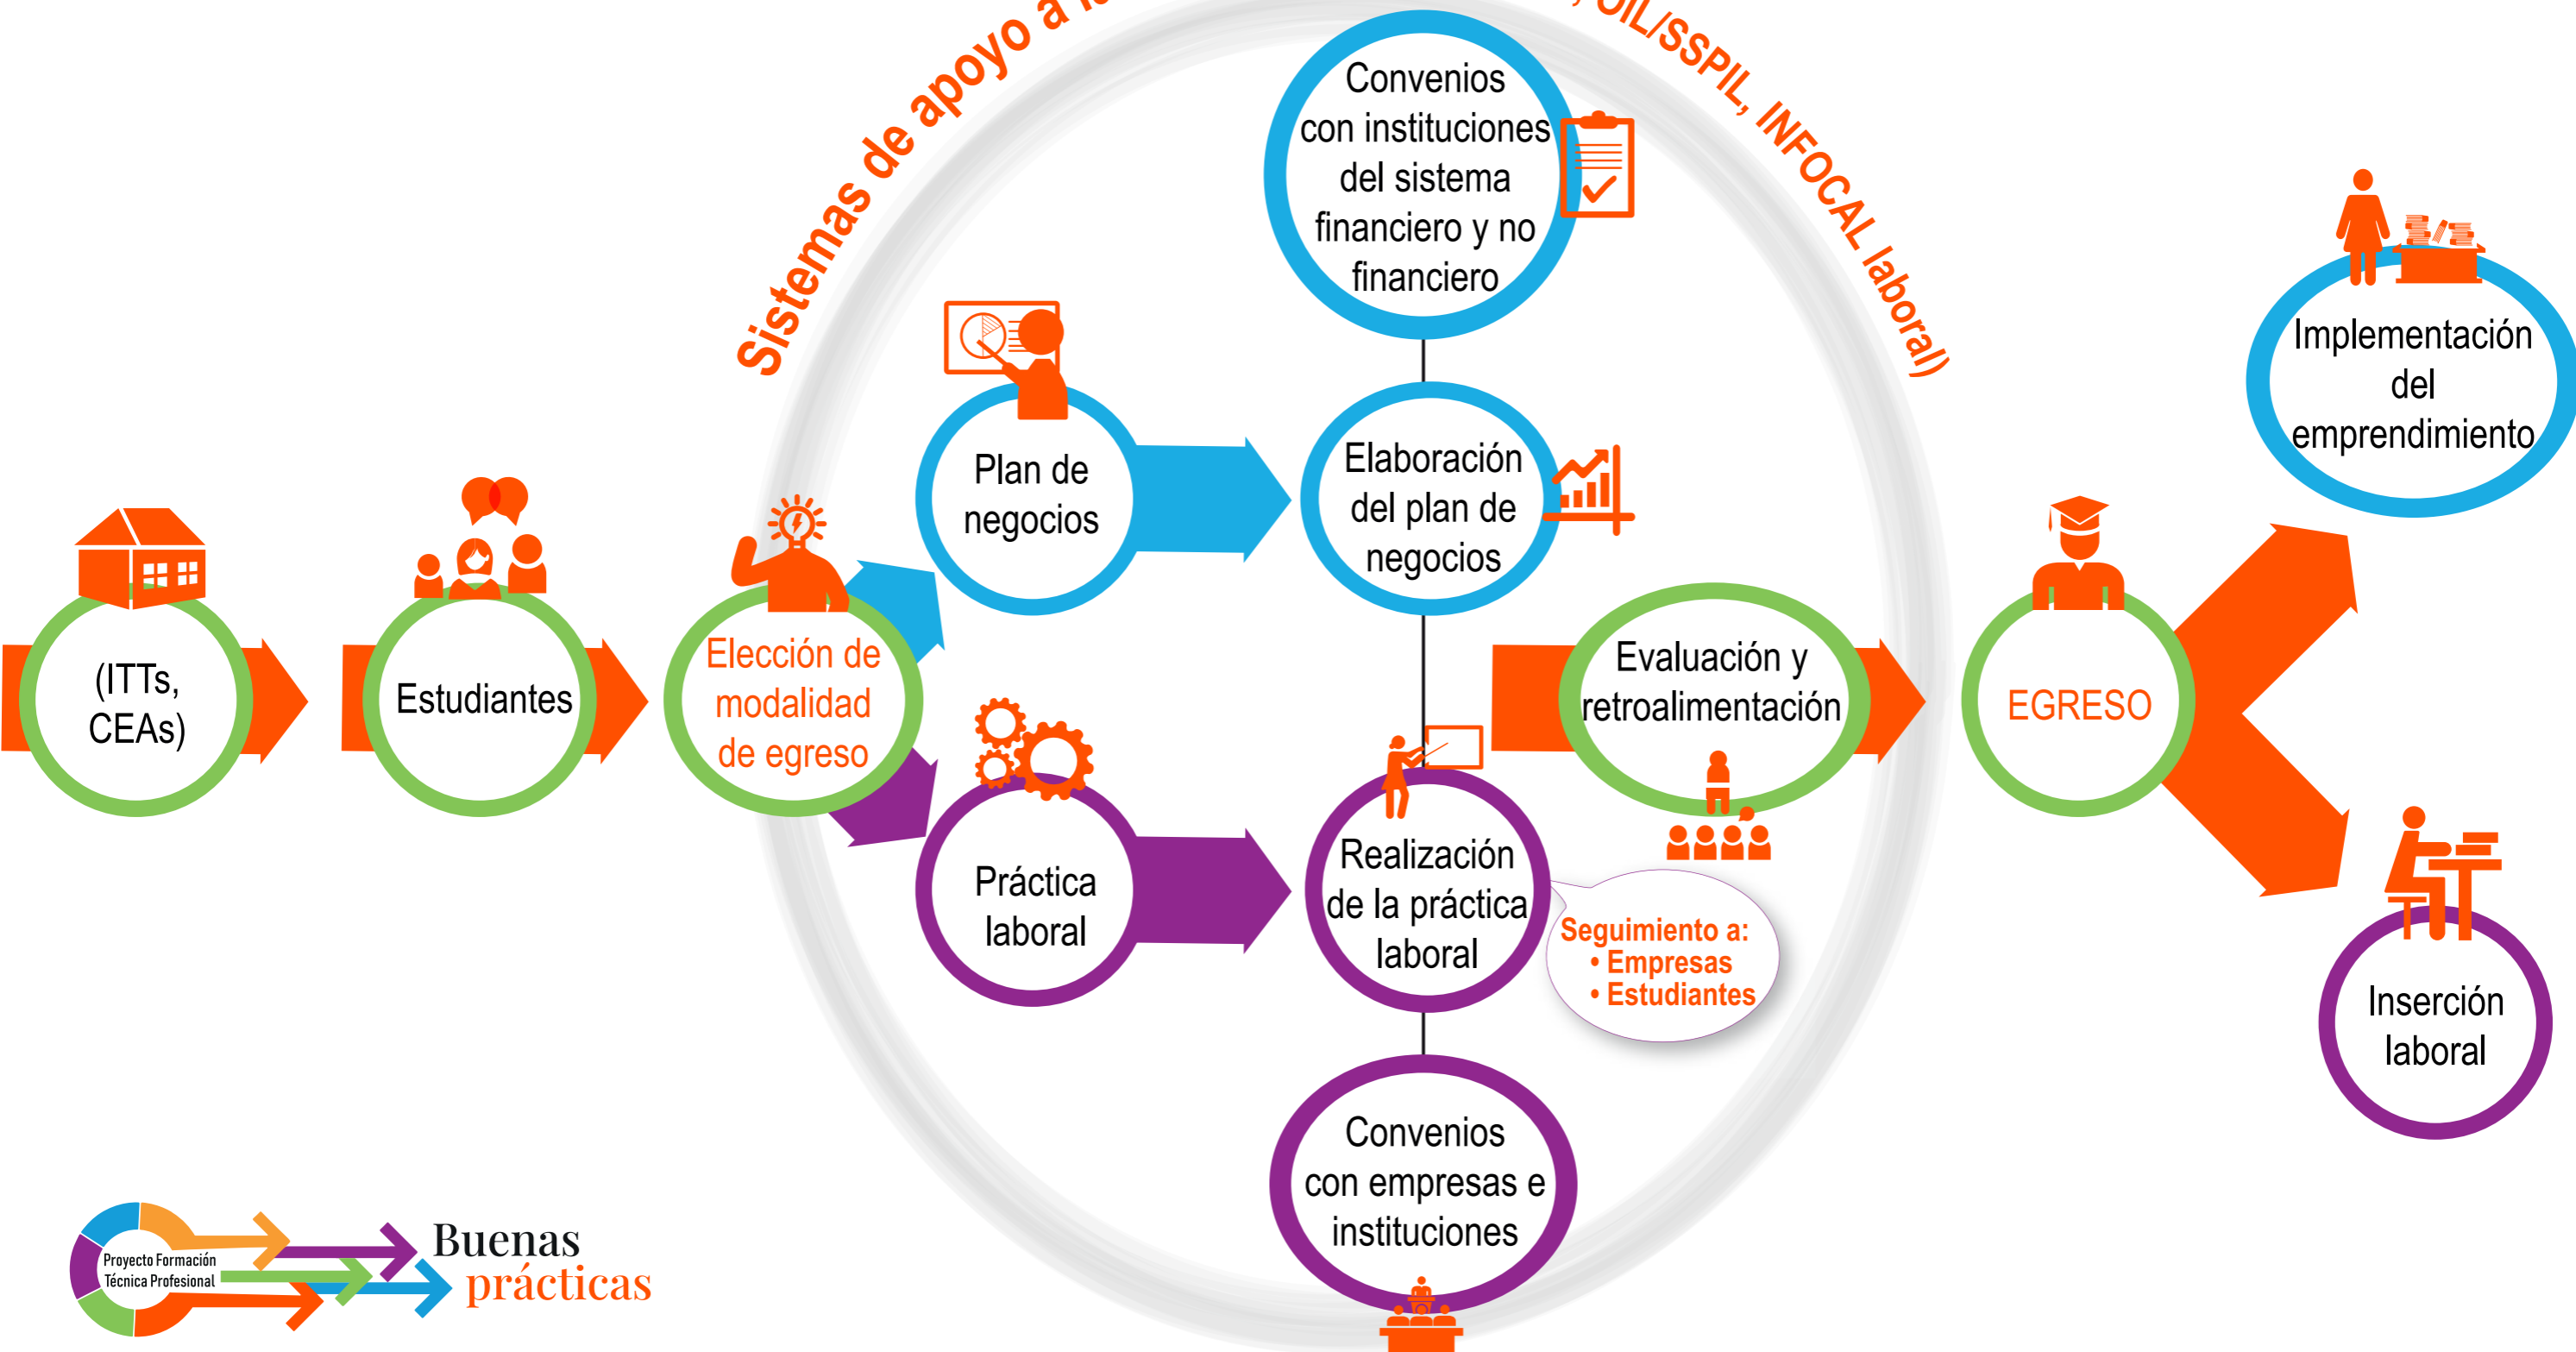 Sistemas de apoyo a
OIL/SSPIL, INFOCAL laboral)
Convenios
con instituciones
del sistema
financiero y no
financiero
Implementación
del
emprendimiento
Plan de
negocios
Elaboración
del plan de
negocios
(ITTs,
CEAs)
Estudiantes
Elección de
modalidad
de egreso
Evaluación y
retroalimentación
EGRESO
Práctica
laboral
Realización
de la práctica
laboral
Seguimiento a:
• Empresas
• Estudiantes
Inserción
laboral
Convenios
con empresas e
instituciones
Proyecto Formación
Técnica Profesional
Buenas
prácticas